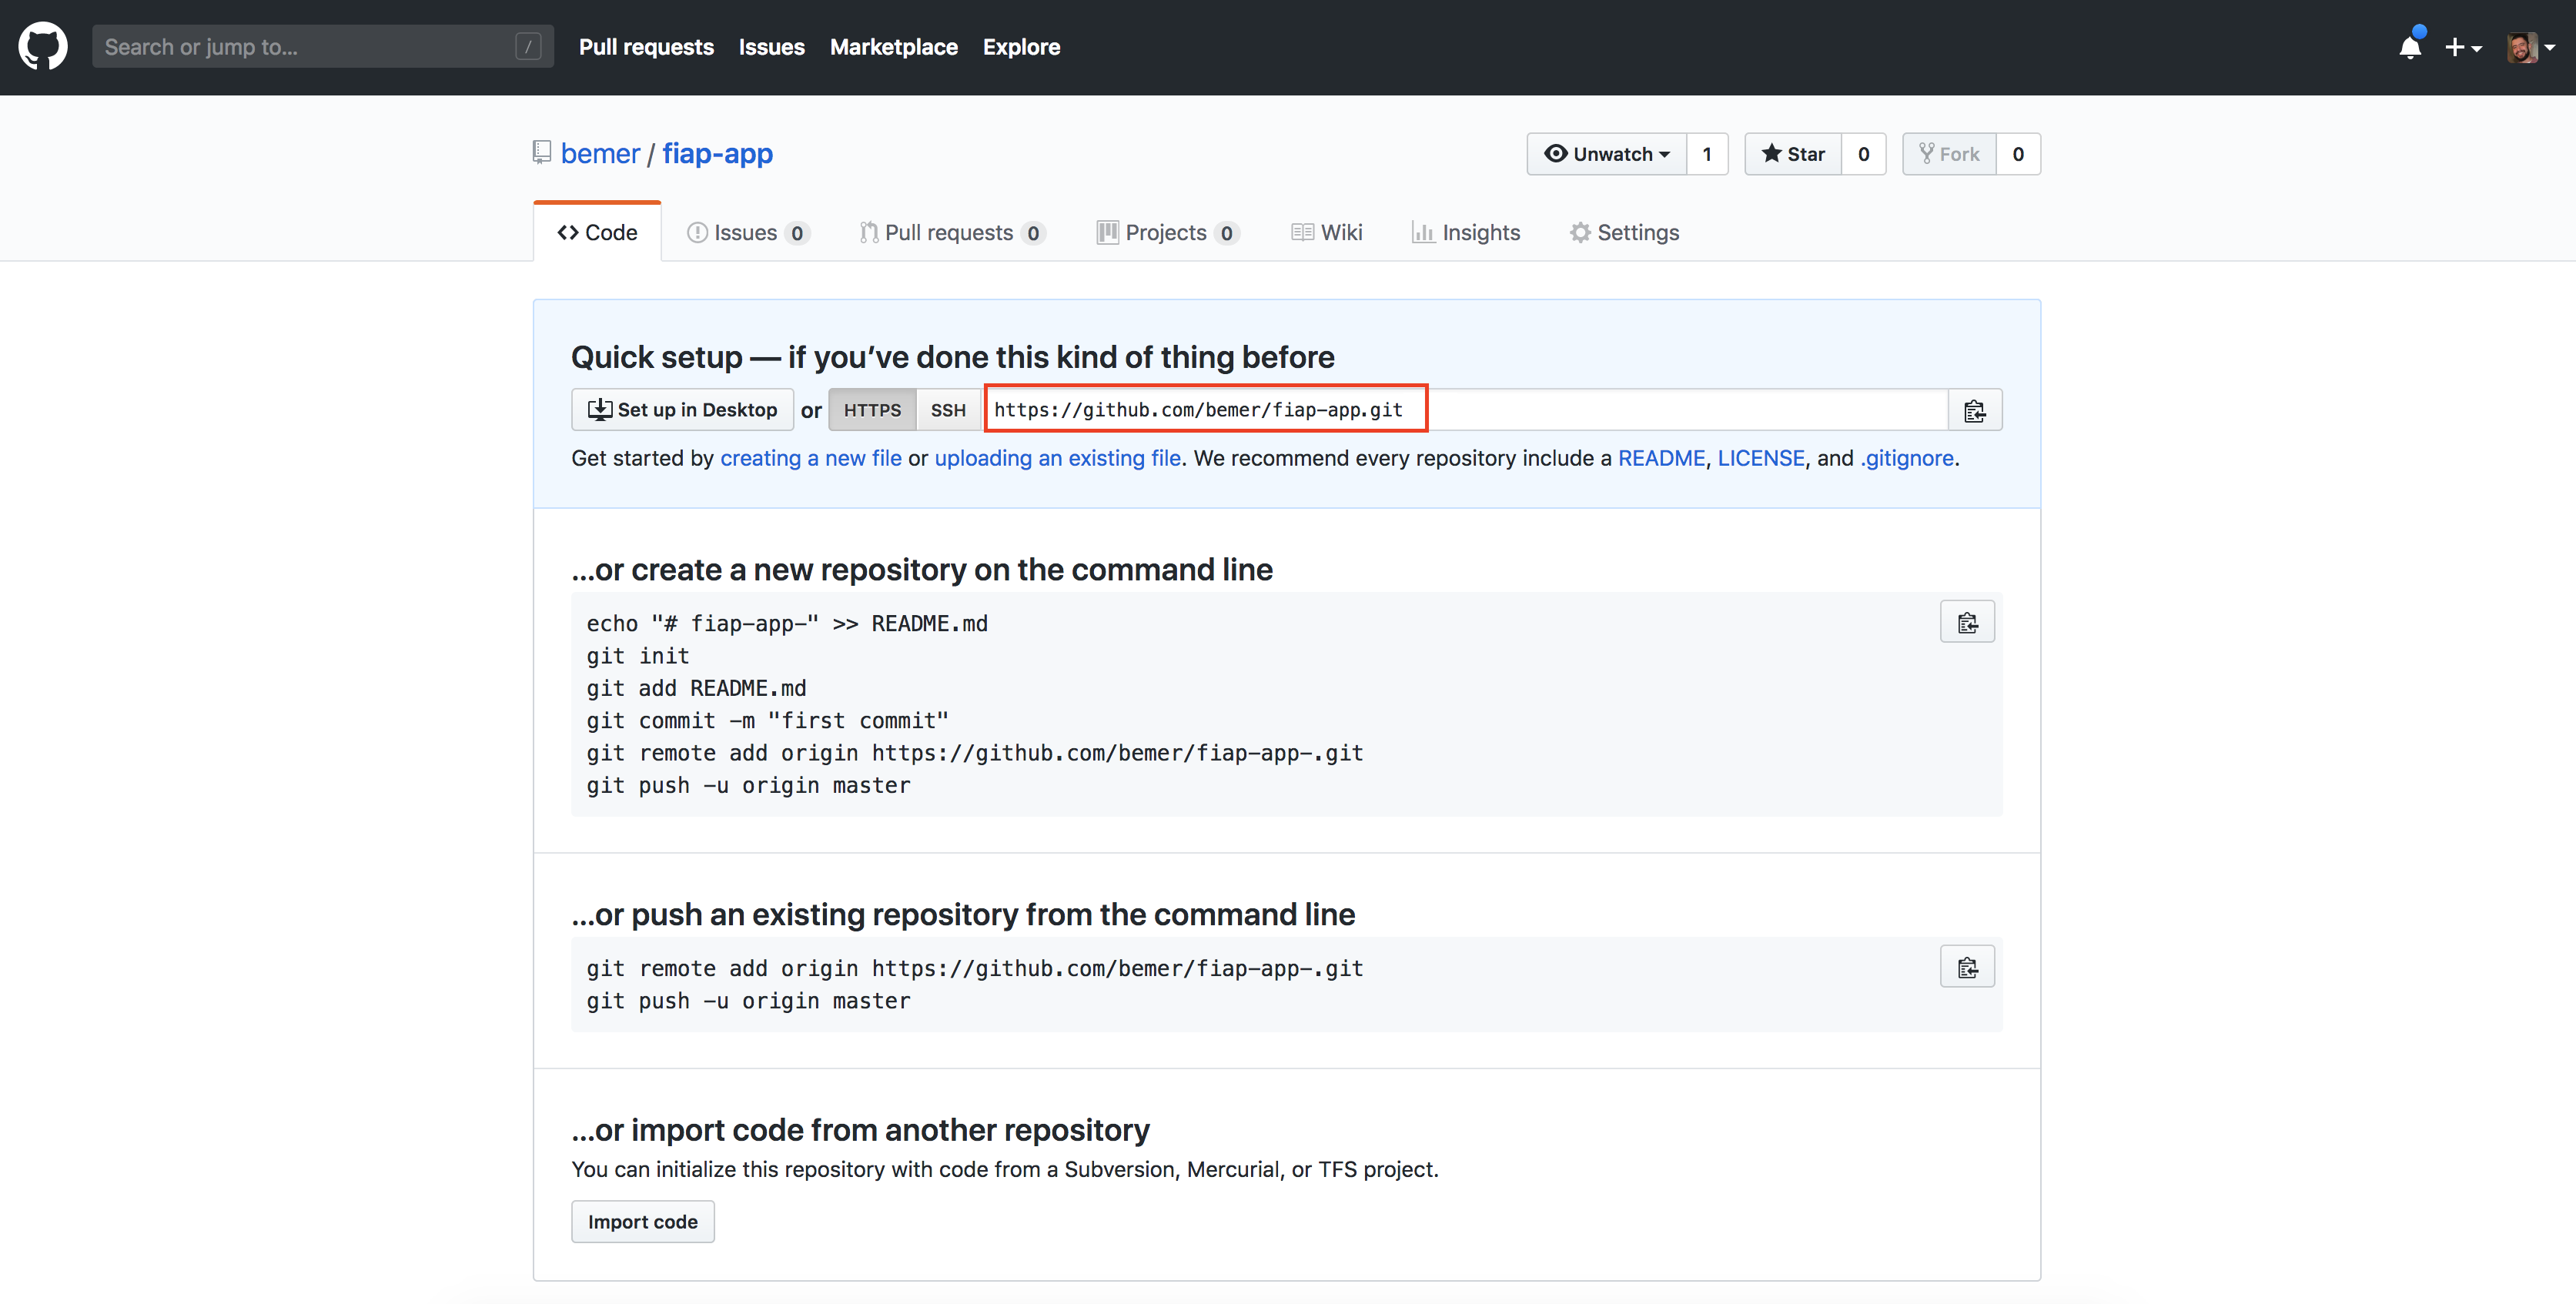 Search or jump to... /
Pull requests Issues Marketplace Explore
bemer / fiap-app
Unwatch 1 Star 0 Fork 0
Code Issues 0 Pull requests 0 Projects 0 Wiki Insights Settings
Quick setup — if you’ve done this kind of thing before
Set up in Desktop or HTTPS SSH https://github.com/bemer/fiap-app.git
Get started by creating a new file or uploading an existing file. We recommend every repository include a README, LICENSE, and .gitignore.
…or create a new repository on the command line
echo "# fiap-app-" >> README.md
git init
git add README.md
git commit -m "first commit"
git remote add origin https://github.com/bemer/fiap-app-.git
git push -u origin master
…or push an existing repository from the command line
git remote add origin https://github.com/bemer/fiap-app-.git
git push -u origin master
…or import code from another repository
You can initialize this repository with code from a Subversion, Mercurial, or TFS project.
Import code